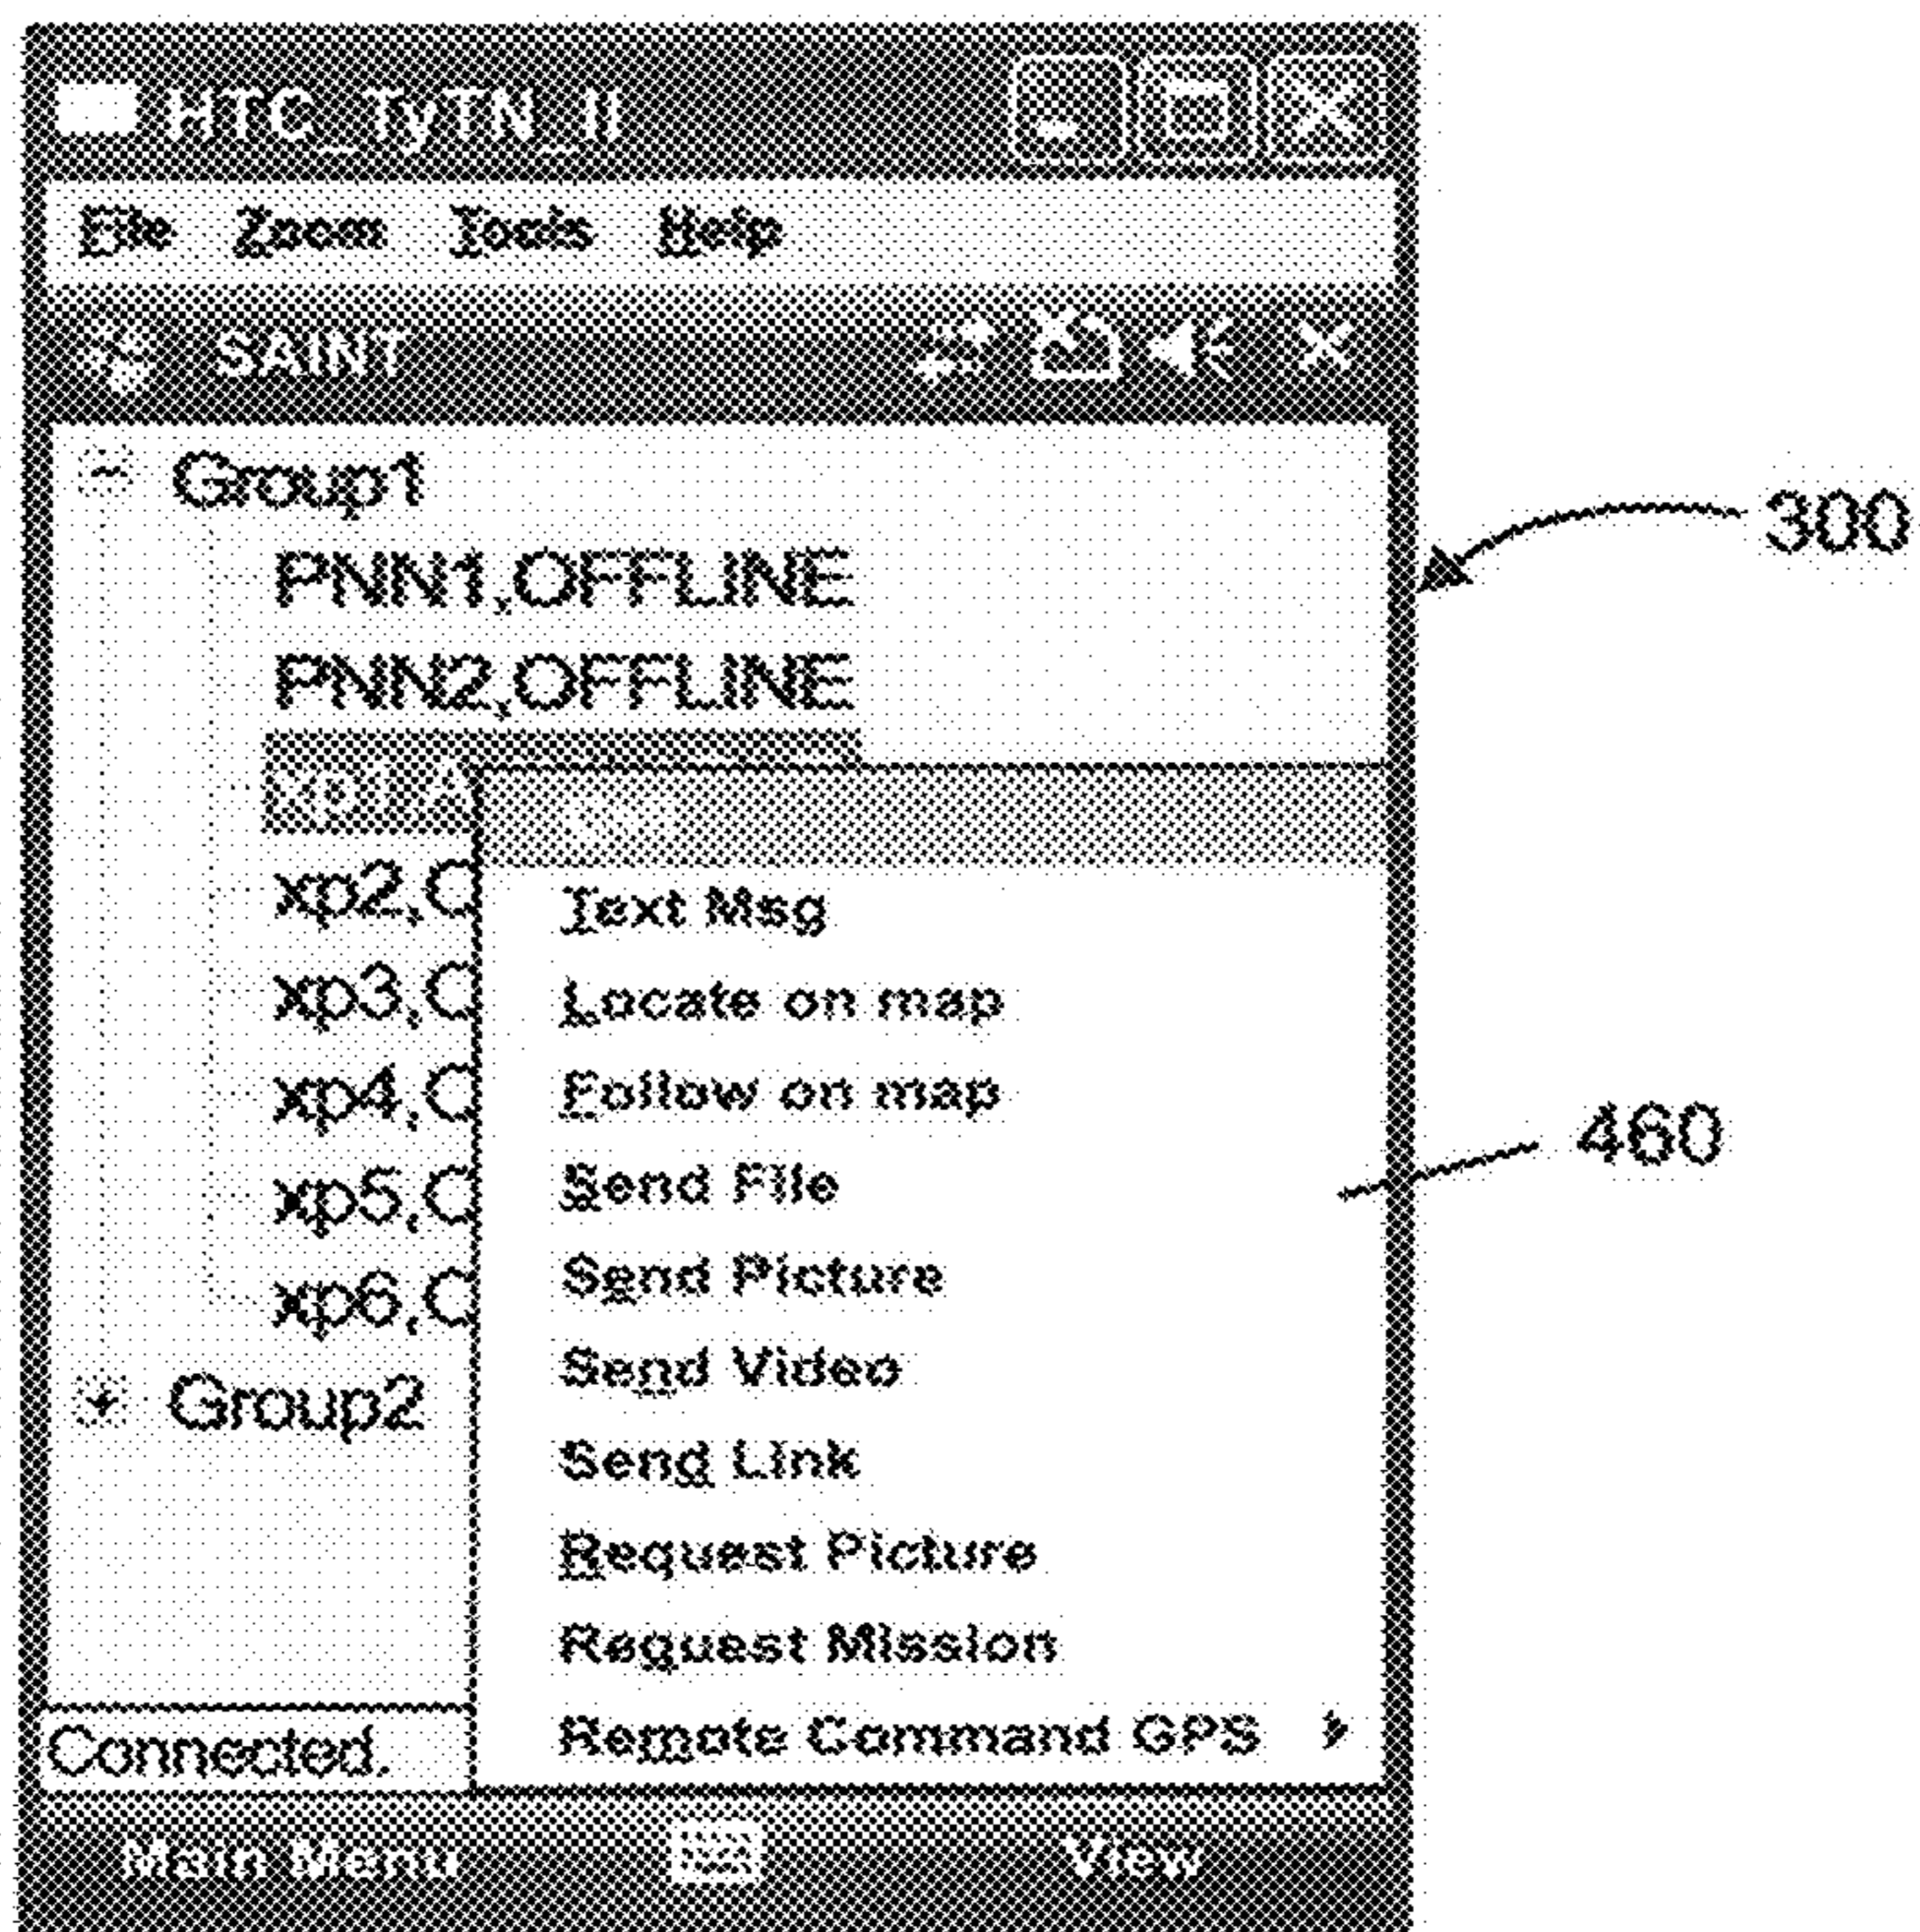 HTC_TyTN_II
File Zoom Tools Help
SAINT
Group1
PNN1,OFFLINE
300
PNN2,OFFLINE
xp1,A
xp2,O
Text Msg
xp3,O
Locate on map
xp4,O
Follow on map
460
xp5,O
Send File
xp6,O
Send Picture
Send Video
Group2
Send Link
Request Picture
Request Mission
Connected.
Remote Command GPS
Main Menu
View